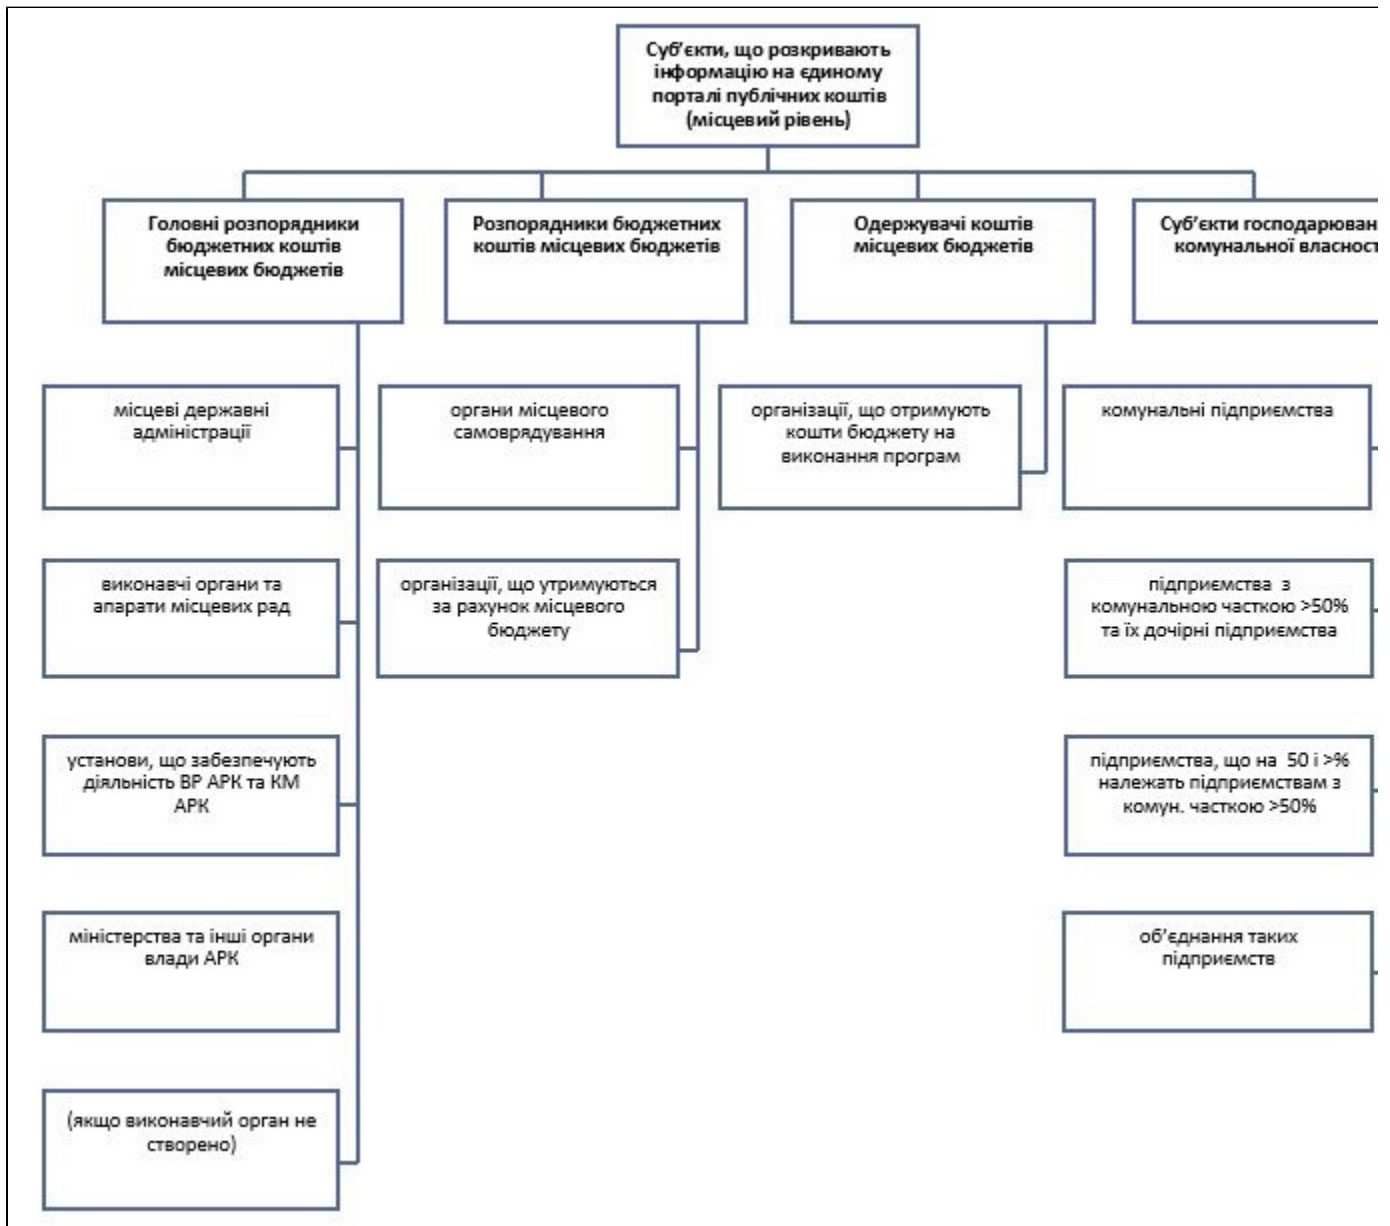 Суб’єкти, що розкривають
інформацію на єдиному
порталі публічних коштів
(місцевий рівень)
Головні розпорядники
бюджетних коштів
місцевих бюджетів
Розпорядники бюджетних
коштів місцевих бюджетів
Одержувачі коштів
місцевих бюджетів
Суб’єкти
комунальної
місцеві державні
адміністрації
виконавчі органи та
апарати місцевих рад
установи, що забезпечують
діяльність ВР АРК та КМ
АРК
міністерства та інші органи
влади АРК
(якщо виконавчий орган не
створено)
органи місцевого
самоврядування
організації, що утримуються
за рахунок місцевого
бюджету
організації, що отримують
кошти бюджету на
виконання програм
комунальні підприємства
підприємства з
комунальною часткою >50%
та їх дочірні підприємства
підприємства, що на 50 і >%
належать підприємствам з
комун. часткою >50%
об’єднання таких
підприємств